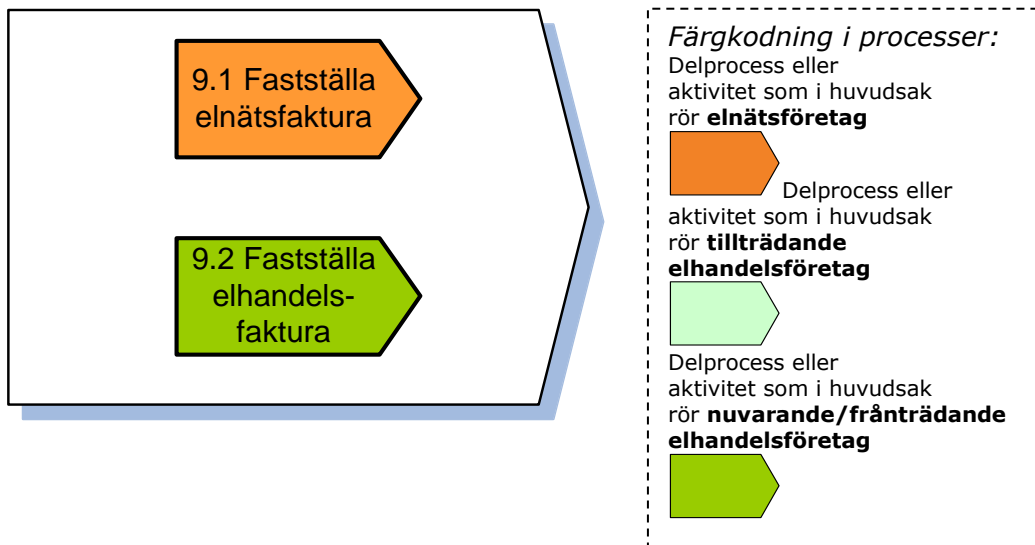 9.1 Fastställa
elnätsfaktura
9.2 Fastställa
elhandels-
faktura
Färgkodning i processer:
Delprocess eller
aktivitet som i huvudsak
rör elnätsföretag
Delprocess eller
aktivitet som i huvudsak
rör tillträdande
elhandelsföretag
Delprocess eller
aktivitet som i huvudsak
rör nuvarande/frånträdande
elhandelsföretag